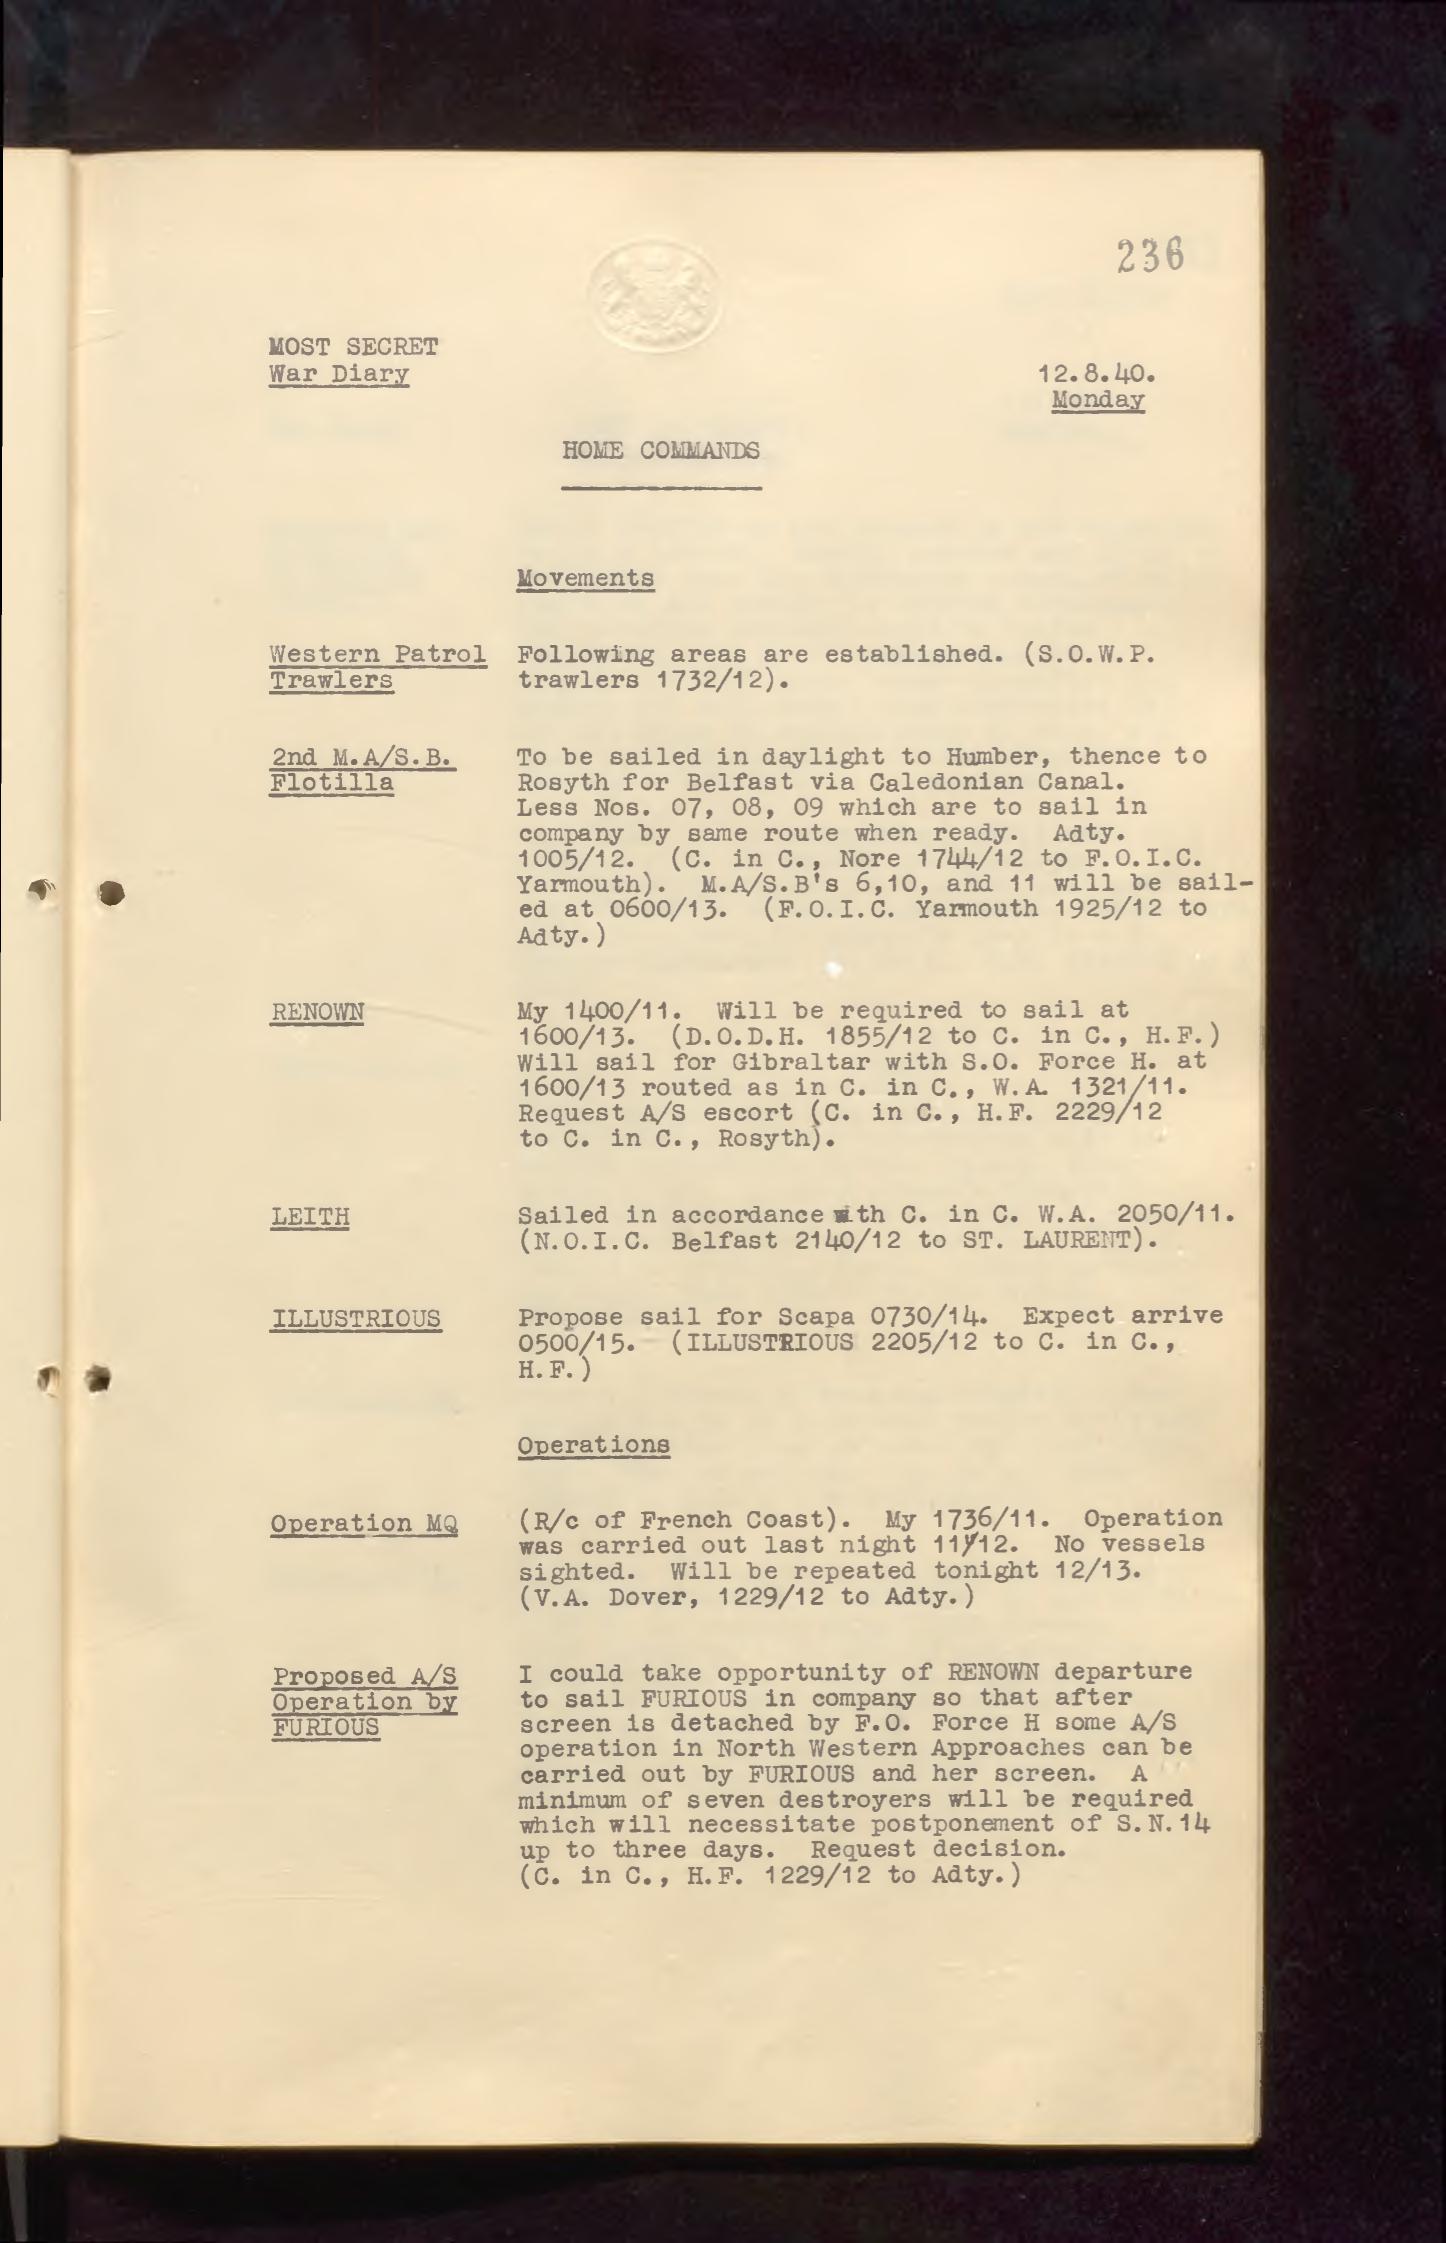 236
MOST SECRET
War Diary
12.8.40.
Monday
HOME COMMANDS
Movements
Western Patrol Trawlers
Following areas are established. (S.O.W.P.
trawlers 1732/12).
2nd M.A/S.B.
Flotilla
To be sailed in daylight to Humber, thence to
Rosyth for Belfast via Caledonian Canal.
Less Nos. 07, 08, 09 which are to sail in
company by same route when ready. Adty.
1005/12. (C. in C., Nore 1744/12 to F.O.I.C.
Yarmouth). M.A/S.B's 6,10, and 11 will be sail-
ed at 0600/13. (F.O.I.C. Yarmouth 1925/12 to
Adty.)
RENOWN
My 1400/11. Will be required to sail at
1600/13. (D.O.D.H. 1855/12 to C. in C., H.F.)
Will sail for Gibraltar with S.O. Force H. at
1600/13 routed as in C. in C., W.A. 1321/11.
Request A/S escort (C. in C., H.F. 2229/12
to C. in C., Rosyth).
LEITH
Sailed in accordance with C. in C. W.A. 2050/11.
(N.O.I.C. Belfast 2140/12 to ST. LAURENT).
ILLUSTRIOUS
Propose sail for Scapa 0730/14. Expect arrive
0500/15. (ILLUSTRIOUS 2205/12 to C. in C.,
H.F.)
Operations
Operation MQ
(R/c of French Coast). My 1736/11. Operation
was carried out last night 11/12. No vessels
sighted. Will be repeated tonight 12/13.
(V.A. Dover, 1229/12 to Adty.)
Proposed A/S
Operation by
FURIOUS
I could take opportunity of RENOWN departure
to sail FURIOUS in company so that after
screen is detached by F.O. Force H some A/S
operation in North Western Approaches can be
carried out by FURIOUS and her screen. A
minimum of seven destroyers will be required
which will necessitate postponement of S.N.14
up to three days. Request decision.
(C. in C., H.F. 1229/12 to Adty.)